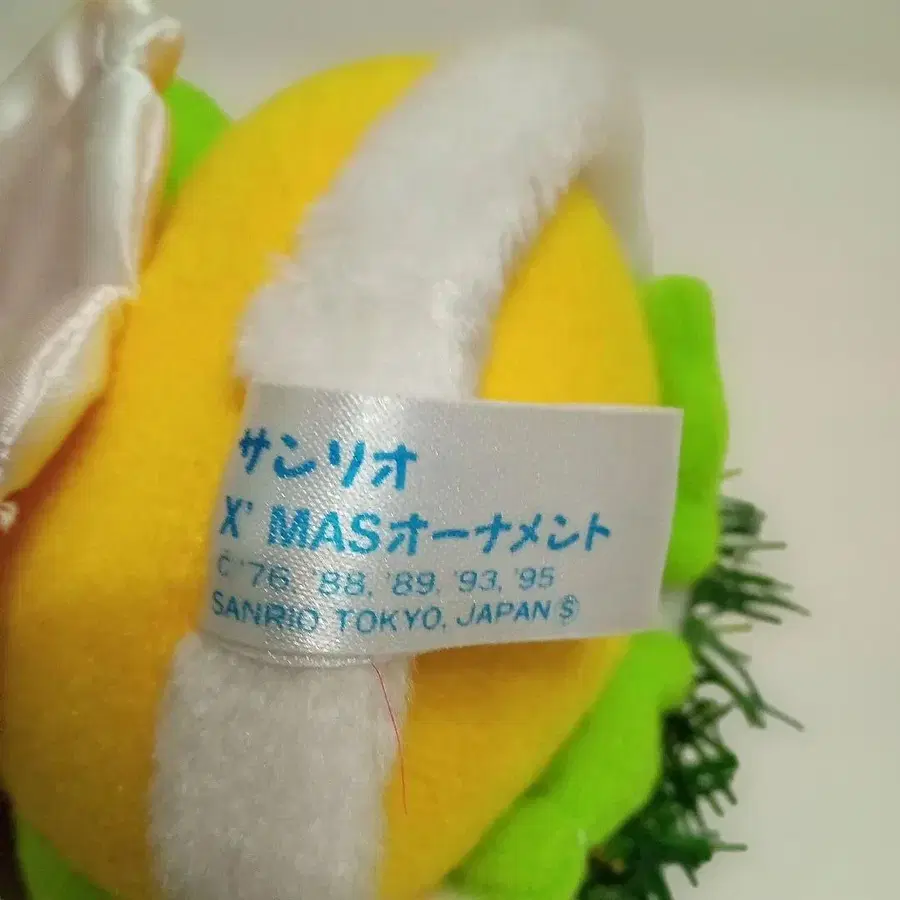 サンリオ
X' MASオーナメント
© '76, '88, '89, '93, '95
SANRIO TOKYO, JAPAN Ⓢ